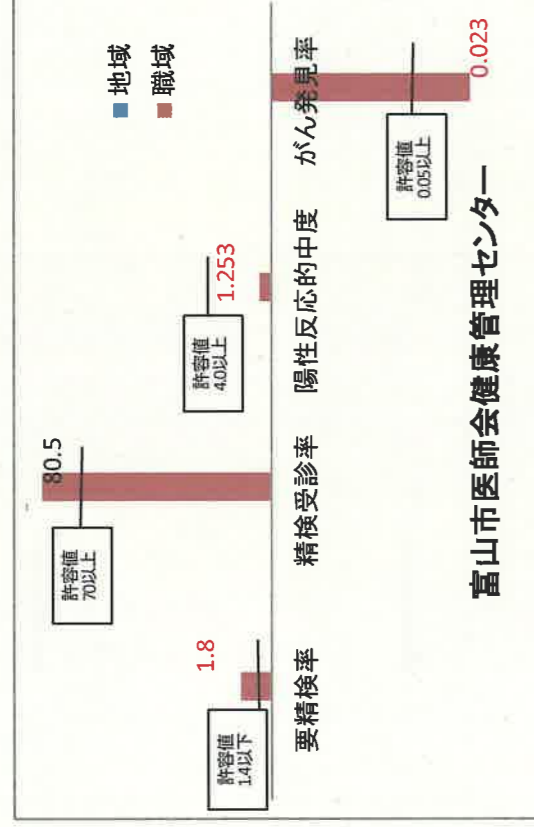 地域
職域
許容値
1.4以下
1.8
許容値
70以上
80.5
許容値
4.0以上
1.253
許容値
0.05以上
0.023
要精検率
精検受診率
陽性反応的中度
がん発見率
富山市医師会健康管理センター